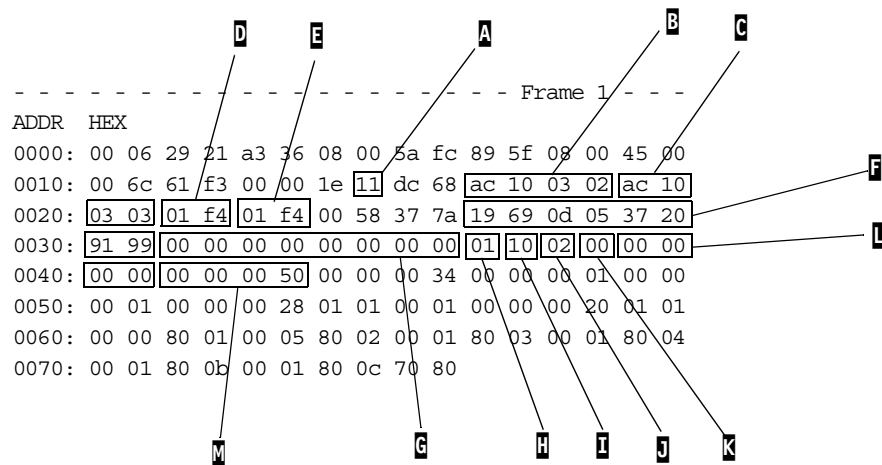 B
D E A C
- - - - - - - - - - - - - - - - - - - - - - Frame 1 - - -
ADDR HEX
0000: 00 06 29 21 a3 36 08 00 5a fc 89 5f 08 00 45 00
0010: 00 6c 61 f3 00 00 1e 11 dc 68 ac 10 03 02 ac 10
F
0020: 03 03 01 f4 01 f4 00 58 37 7a 19 69 0d 05 37 20
0030: 91 99 00 00 00 00 00 00 00 00 01 10 02 00 00 00
L
0040: 00 00 00 00 00 50 00 00 00 34 00 00 00 01 00 00
0050: 00 01 00 00 00 28 01 01 00 01 00 00 00 20 01 01
0060: 00 00 80 01 00 05 80 02 00 01 80 03 00 01 80 04
0070: 00 01 80 0b 00 01 80 0c 70 80
M G H I J K